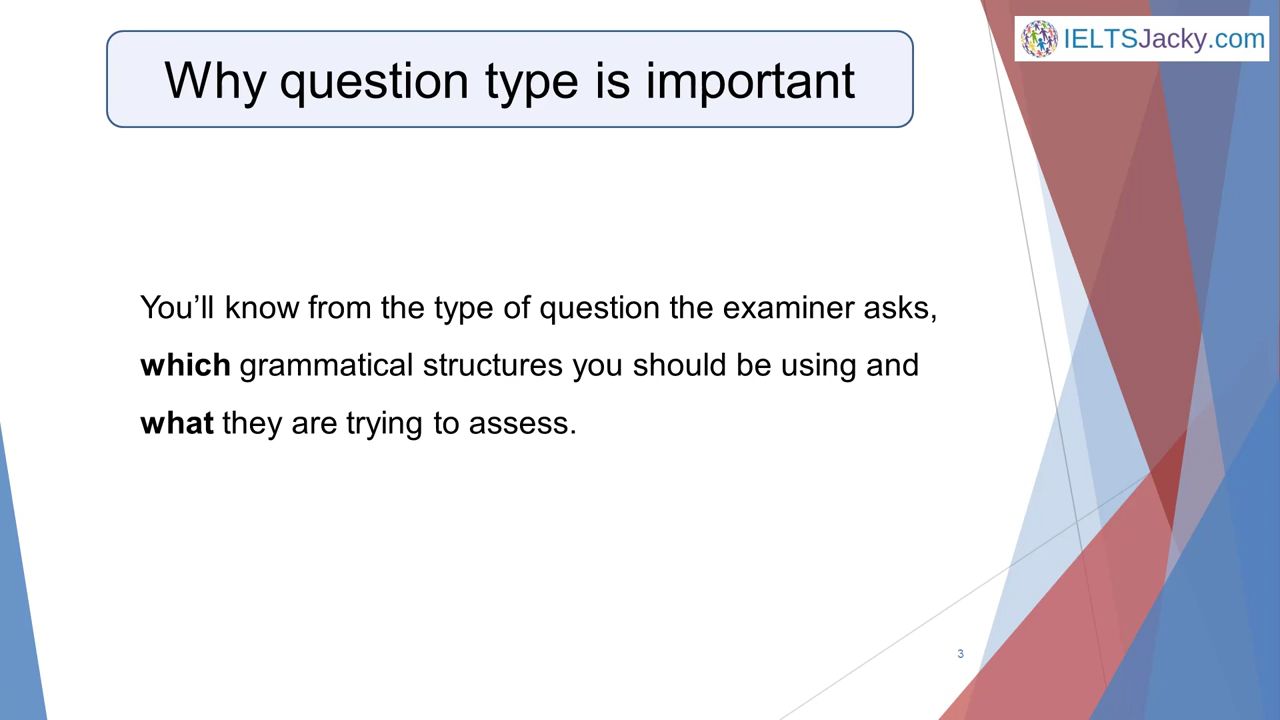 IELTSJacky.com
Why question type is important
You’ll know from the type of question the examiner asks,
which grammatical structures you should be using and
what they are trying to assess.
3